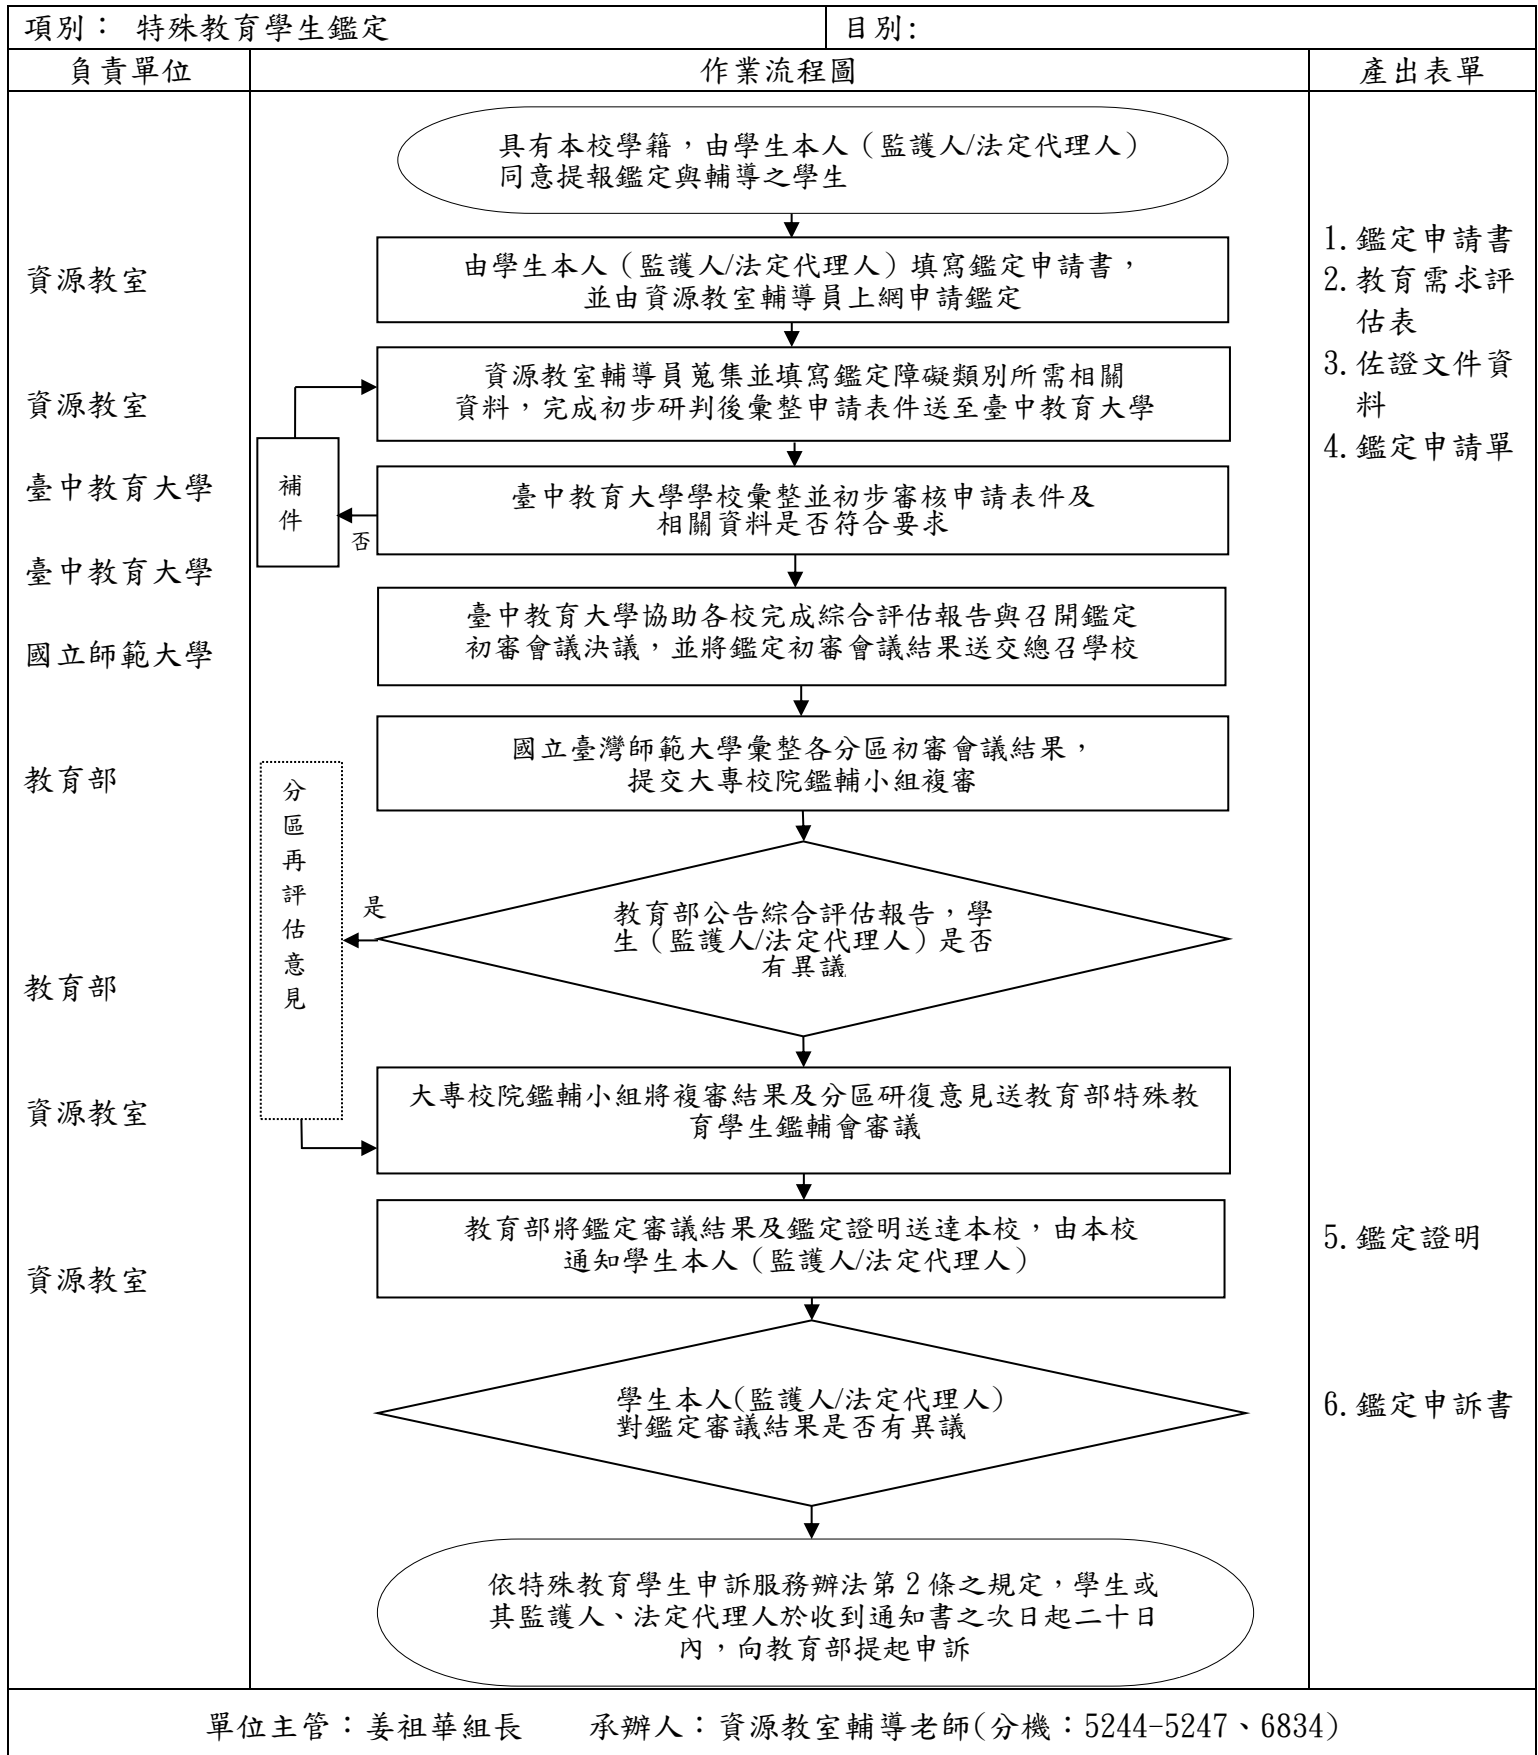 項別： 特殊教育學生鑑定
目別:
負責單位
作業流程圖
產出表單
資源教室
資源教室
臺中教育大學
臺中教育大學
國立師範大學
教育部
教育部
資源教室
資源教室
具有本校學籍，由學生本人（監護人/法定代理人）
同意提報鑑定與輔導之學生
由學生本人（監護人/法定代理人）填寫鑑定申請書，
並由資源教室輔導員上網申請鑑定
資源教室輔導員蒐集並填寫鑑定障礙類別所需相關
資料，完成初步研判後彙整申請表件送至臺中教育大學
補
件
否
臺中教育大學學校彙整並初步審核申請表件及
相關資料是否符合要求
臺中教育大學協助各校完成綜合評估報告與召開鑑定
初審會議決議，並將鑑定初審會議結果送交總召學校
國立臺灣師範大學彙整各分區初審會議結果，
提交大專校院鑑輔小組複審
分
區
再
評
估
意
見
是
教育部公告綜合評估報告，學
生（監護人/法定代理人）是否
有異議
大專校院鑑輔小組將複審結果及分區研復意見送教育部特殊教
育學生鑑輔會審議
教育部將鑑定審議結果及鑑定證明送達本校，由本校
通知學生本人（監護人/法定代理人）
學生本人(監護人/法定代理人)
對鑑定審議結果是否有異議
依特殊教育學生申訴服務辦法第 2 條之規定，學生或
其監護人、法定代理人於收到通知書之次日起二十日
內，向教育部提起申訴
1.鑑定申請書
2.教育需求評
估表
3.佐證文件資
料
4.鑑定申請單
5.鑑定證明
6.鑑定申訴書
單位主管：姜祖華組長 承辦人：資源教室輔導老師(分機：5244-5247、6834)